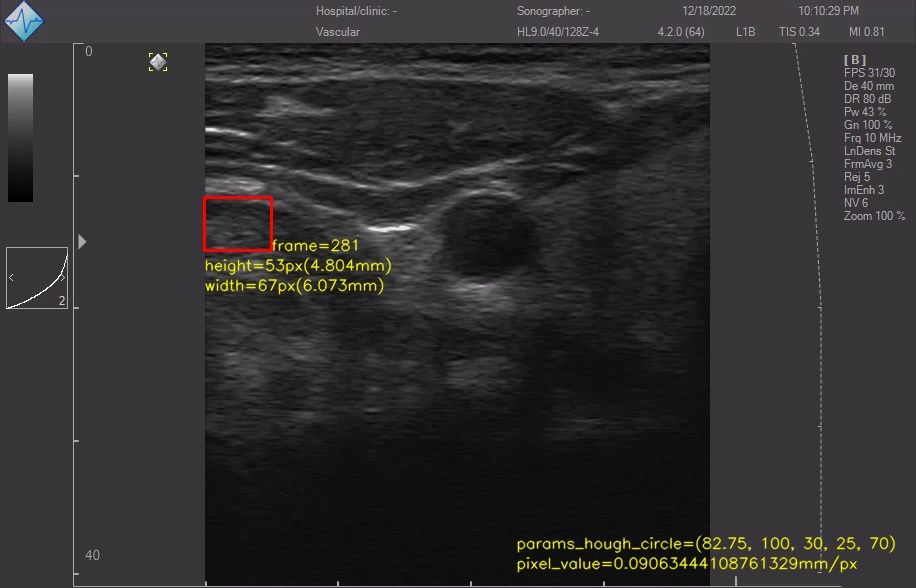 Hospital/clinic: - Sonographer: - 12/18/2022 10:10:29 PM
Vascular HL9.0/40/128Z-4 4.2.0 (64) L1B TIS 0.34 MI 0.81
0
[ B ]
FPS 31/30
De 40 mm
DR 80 dB
Pw 43 %
Gn 100 %
Frq 10 MHz
LnDens St
FrmAvg 3
Rej 5
ImEnh 3
NV 6
Zoom 100 %
frame=281
height=53px(4.804mm)
width=67px(6.073mm)
2
params_hough_circle=(82.75, 100, 30, 25, 70)
40
pixel_value=0.09063444108761329mm/px